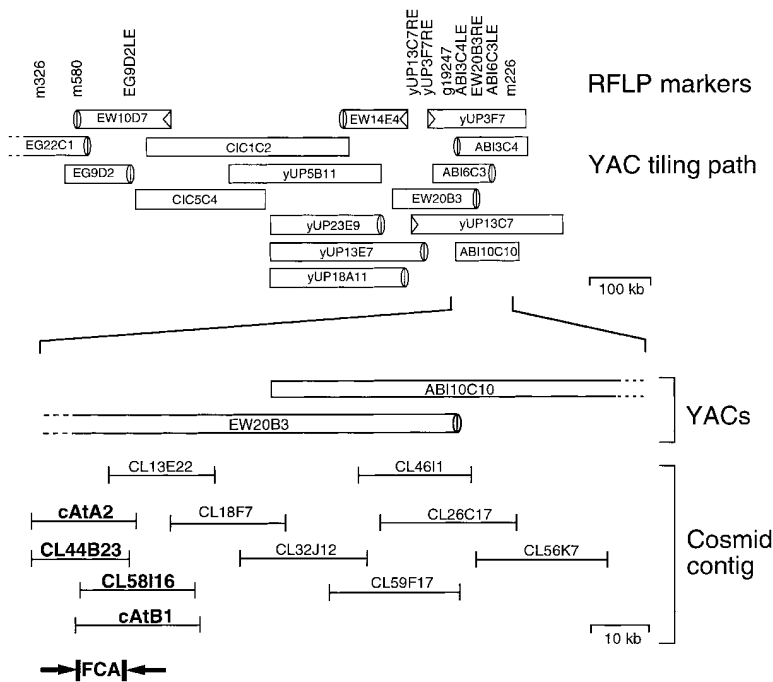 m326
m580
EG9D2LE
yUP13C7RE
yUP3F7RE
g19247
ABI3C4LE
EW20B3RE
ABI6C3LE
m226
RFLP markers
EW10D7
EW14E4
yUP3F7
EG22C1
CIC1C2
ABI3C4
YAC tiling path
EG9D2
yUP5B11
ABI6C3
CIC5C4
EW20B3
yUP23E9
yUP13C7
yUP13E7
ABI10C10
yUP18A11
100 kb
ABI10C10
YACs
EW20B3
CL13E22
CL46I1
cAtA2
CL18F7
CL26C17
CL44B23
CL32J12
CL56K7
Cosmid
contig
CL58I16
CL59F17
cAtB1
10 kb
FCA